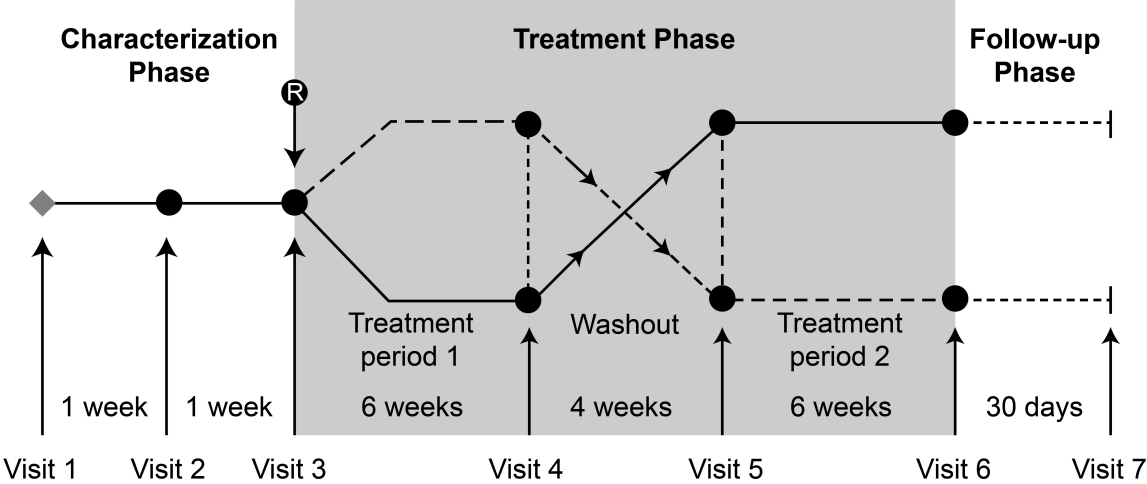 Characterization
Phase
Treatment Phase
Follow-up
Phase
R
Treatment
period 1
Washout
Treatment
period 2
1 week
1 week
6 weeks
4 weeks
6 weeks
30 days
Visit 1
Visit 2
Visit 3
Visit 4
Visit 5
Visit 6
Visit 7